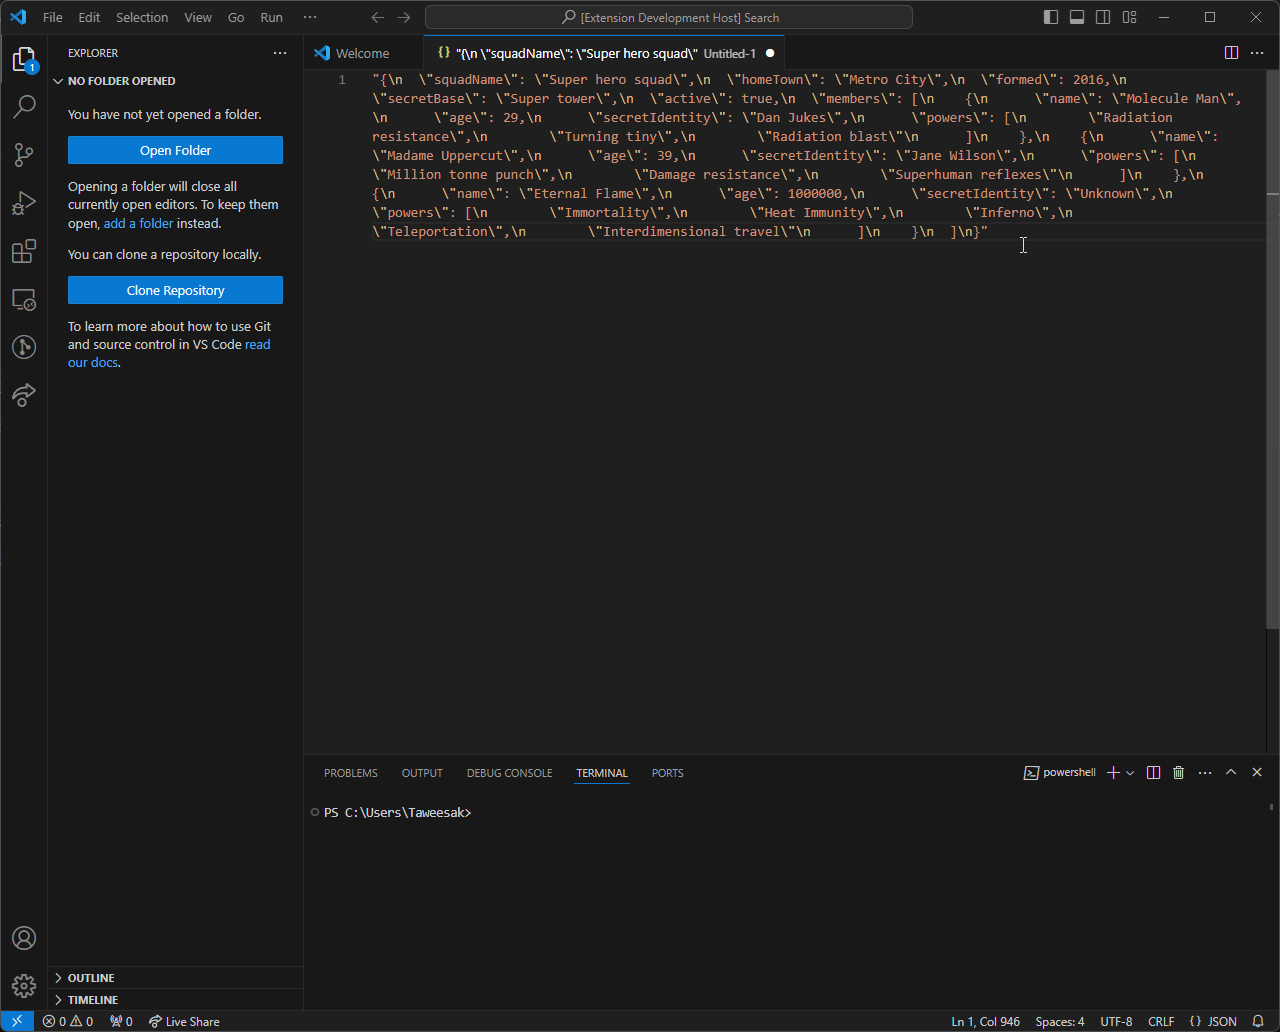 File Edit Selection View Go Run ··· [Extension Development Host] Search
EXPLORER ···
NO FOLDER OPENED
You have not yet opened a folder.
Open Folder
Opening a folder will close all
currently open editors. To keep them
open, add a folder instead.
You can clone a repository locally.
Clone Repository
To learn more about how to use Git
and source control in VS Code read
our docs.
OUTLINE
TIMELINE
1
Welcome {} "{\n \"squadName\": \"Super hero squad\" Untitled-1 ●
1 "{\n  \"squadName\": \"Super hero squad\",\n  \"homeTown\": \"Metro City\",\n  \"formed\": 2016,\n
\"secretBase\": \"Super tower\",\n  \"active\": true,\n  \"members\": [\n    {\n      \"name\": \"Molecule Man\",
\n      \"age\": 29,\n      \"secretIdentity\": \"Dan Jukes\",\n      \"powers\": [\n        \"Radiation
resistance\",\n        \"Turning tiny\",\n        \"Radiation blast\"\n      ]\n    },\n    {\n      \"name\":
\"Madame Uppercut\",\n      \"age\": 39,\n      \"secretIdentity\": \"Jane Wilson\",\n      \"powers\": [\n
\"Million tonne punch\",\n        \"Damage resistance\",\n        \"Superhuman reflexes\"\n      ]\n    },\n
{\n      \"name\": \"Eternal Flame\",\n      \"age\": 1000000,\n      \"secretIdentity\": \"Unknown\",\n
\"powers\": [\n        \"Immortality\",\n        \"Heat Immunity\",\n        \"Inferno\",\n
\"Teleportation\",\n        \"Interdimensional travel\"\n      ]\n    }\n  ]\n}"
PROBLEMS OUTPUT DEBUG CONSOLE TERMINAL PORTS powershell
PS C:\Users\Taweesak>
0 0 0 Live Share Ln 1, Col 946 Spaces: 4 UTF-8 CRLF {} JSON